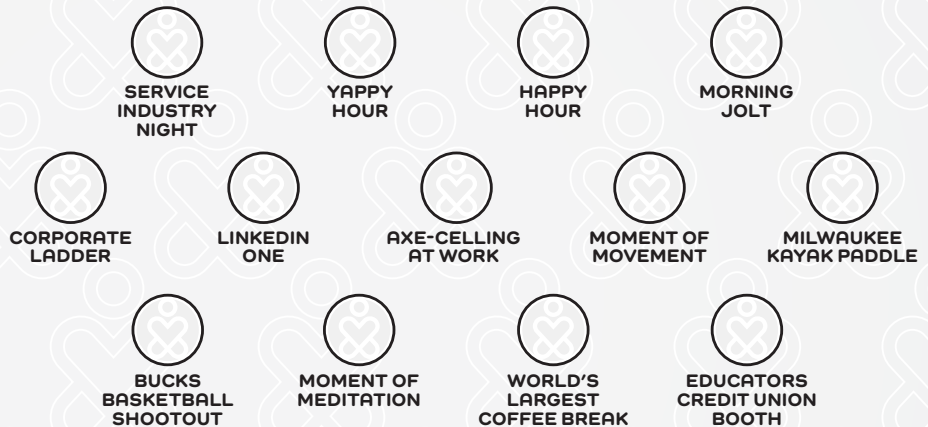 SERVICE
INDUSTRY
NIGHT
YAPPY
HOUR
HAPPY
HOUR
MORNING
JOLT
CORPORATE
LADDER
LINKEDIN
ONE
AXE-CELLING
AT WORK
MOMENT OF
MOVEMENT
MILWAUKEE
KAYAK PADDLE
BUCKS
BASKETBALL
SHOOTOUT
MOMENT OF
MEDITATION
WORLD'S
LARGEST
COFFEE BREAK
EDUCATORS
CREDIT UNION
BOOTH